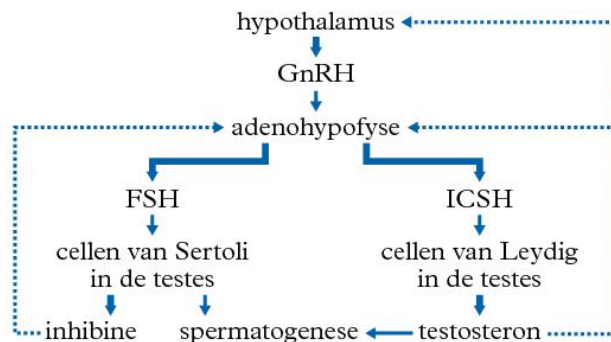 hypothalamus
GnRH
adenohypofyse
FSH
ICSH
cellen van Sertoli
in de testes
cellen van Leydig
in de testes
inhibine
spermatogenese
testosteron